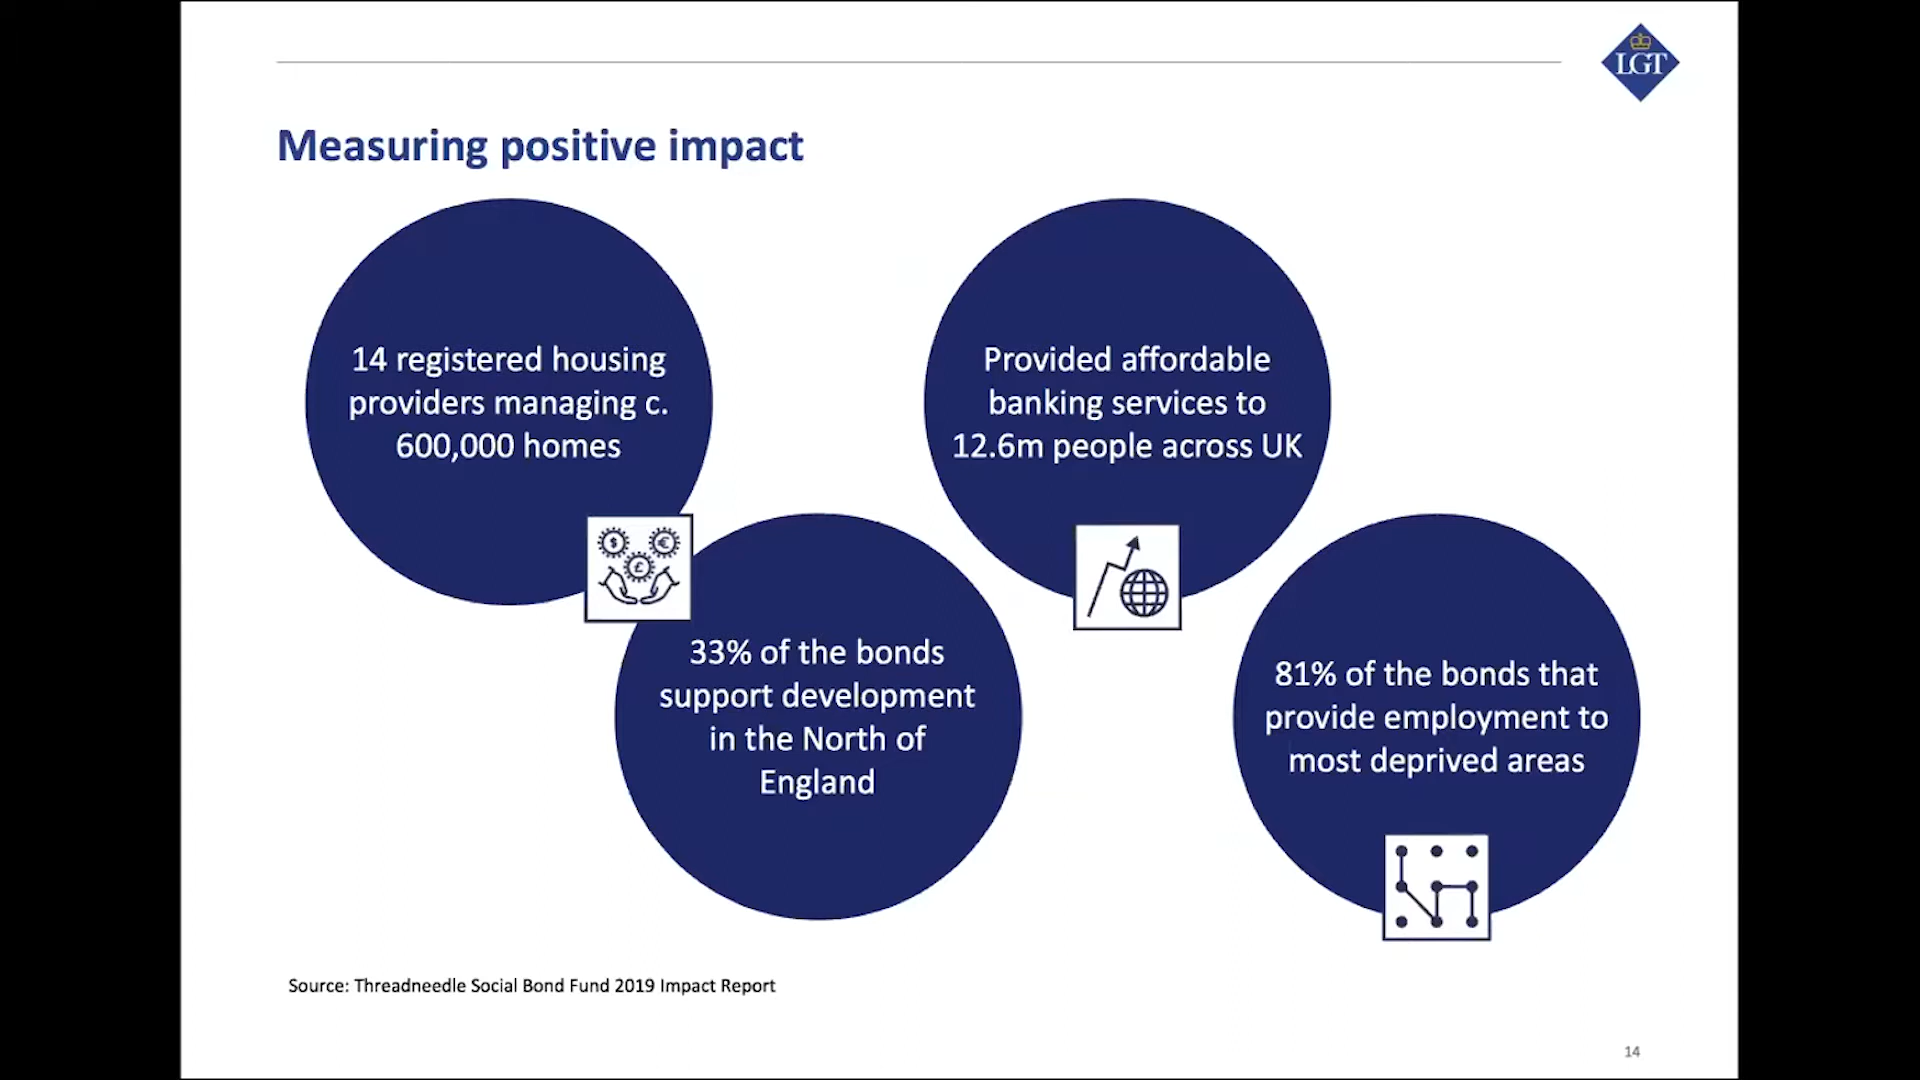 LGT
Measuring positive impact
14 registered housing
providers managing c.
600,000 homes
Provided affordable
banking services to
12.6m people across UK
$ €
£
33% of the bonds
support development
in the North of
England
81% of the bonds that
provide employment to
most deprived areas
Source: Threadneedle Social Bond Fund 2019 Impact Report
14